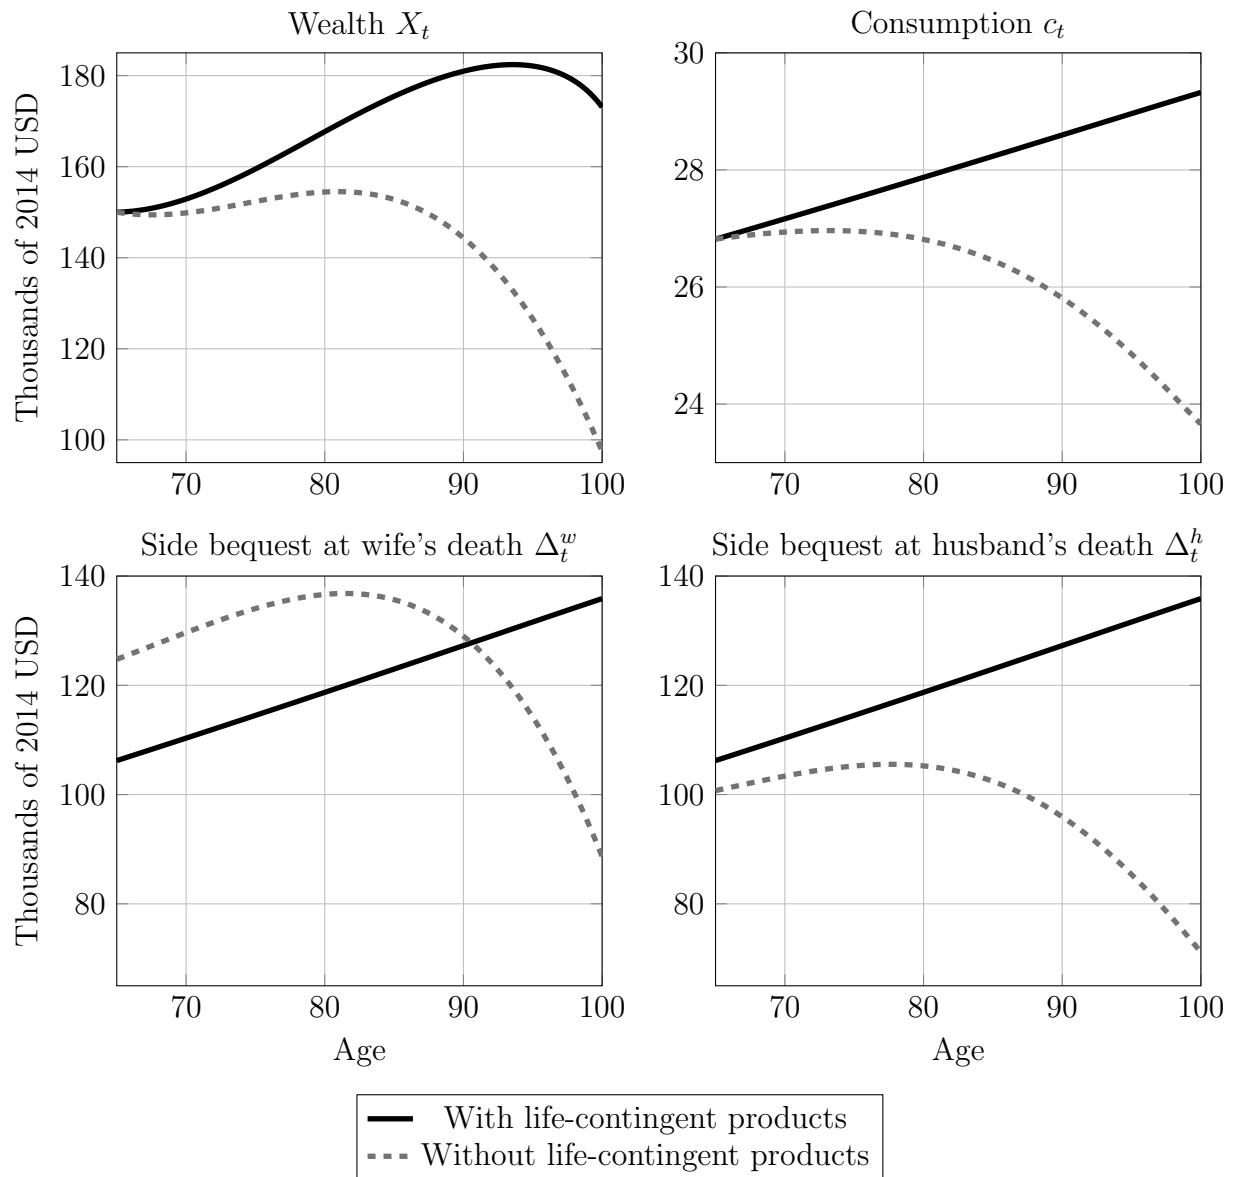 Wealth $X_t$
Consumption $c_t$
Thousands of 2014 USD
180
160
140
120
100
70 80 90 100
30
28
26
24
70 80 90 100
Side bequest at wife's death $\Delta_t^w$
Side bequest at husband's death $\Delta_t^h$
Thousands of 2014 USD
140
120
100
80
70 80 90 100
Age
140
120
100
80
70 80 90 100
Age
With life-contingent products
Without life-contingent products